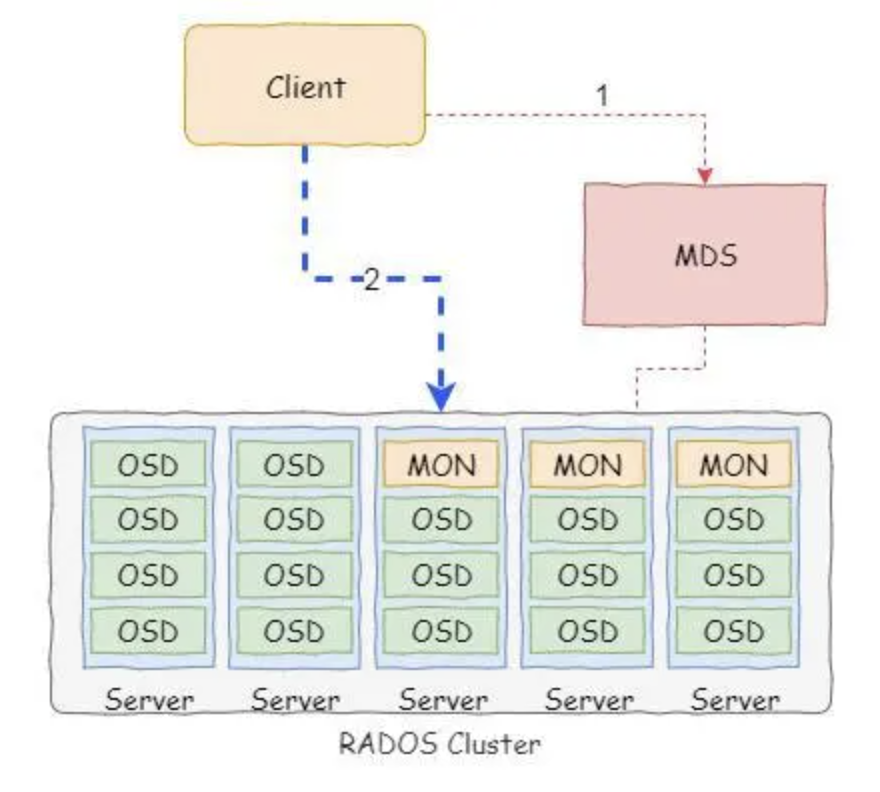 Client
1
MDS
2
OSD OSD MON MON MON
OSD OSD OSD OSD OSD
OSD OSD OSD OSD OSD
OSD OSD OSD OSD OSD
Server Server Server Server Server
RADOS Cluster